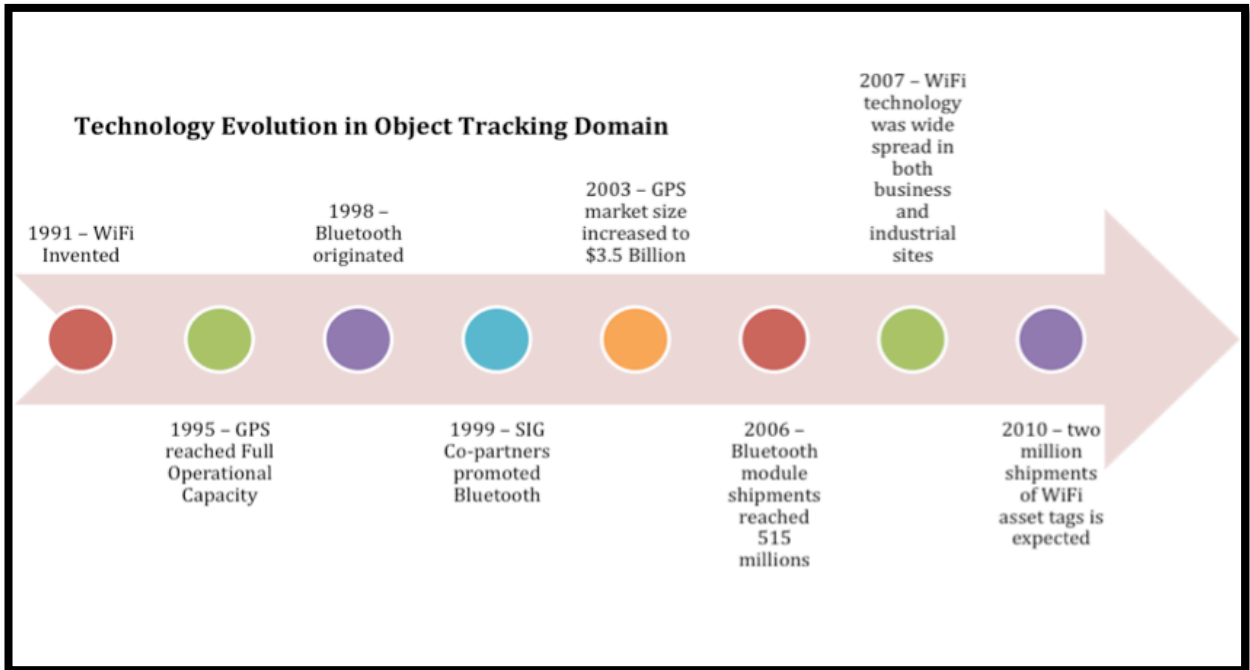 Technology Evolution in Object Tracking Domain
1991 – WiFi
Invented
1995 – GPS
reached Full
Operational
Capacity
1998 –
Bluetooth
originated
1999 – SIG
Co-partners
promoted
Bluetooth
2003 – GPS
market size
increased to
$3.5 Billion
2006 –
Bluetooth
module
shipments
reached
515
millions
2007 – WiFi
technology
was wide
spread in
both
business
and
industrial
sites
2010 – two
million
shipments
of WiFi
asset tags is
expected